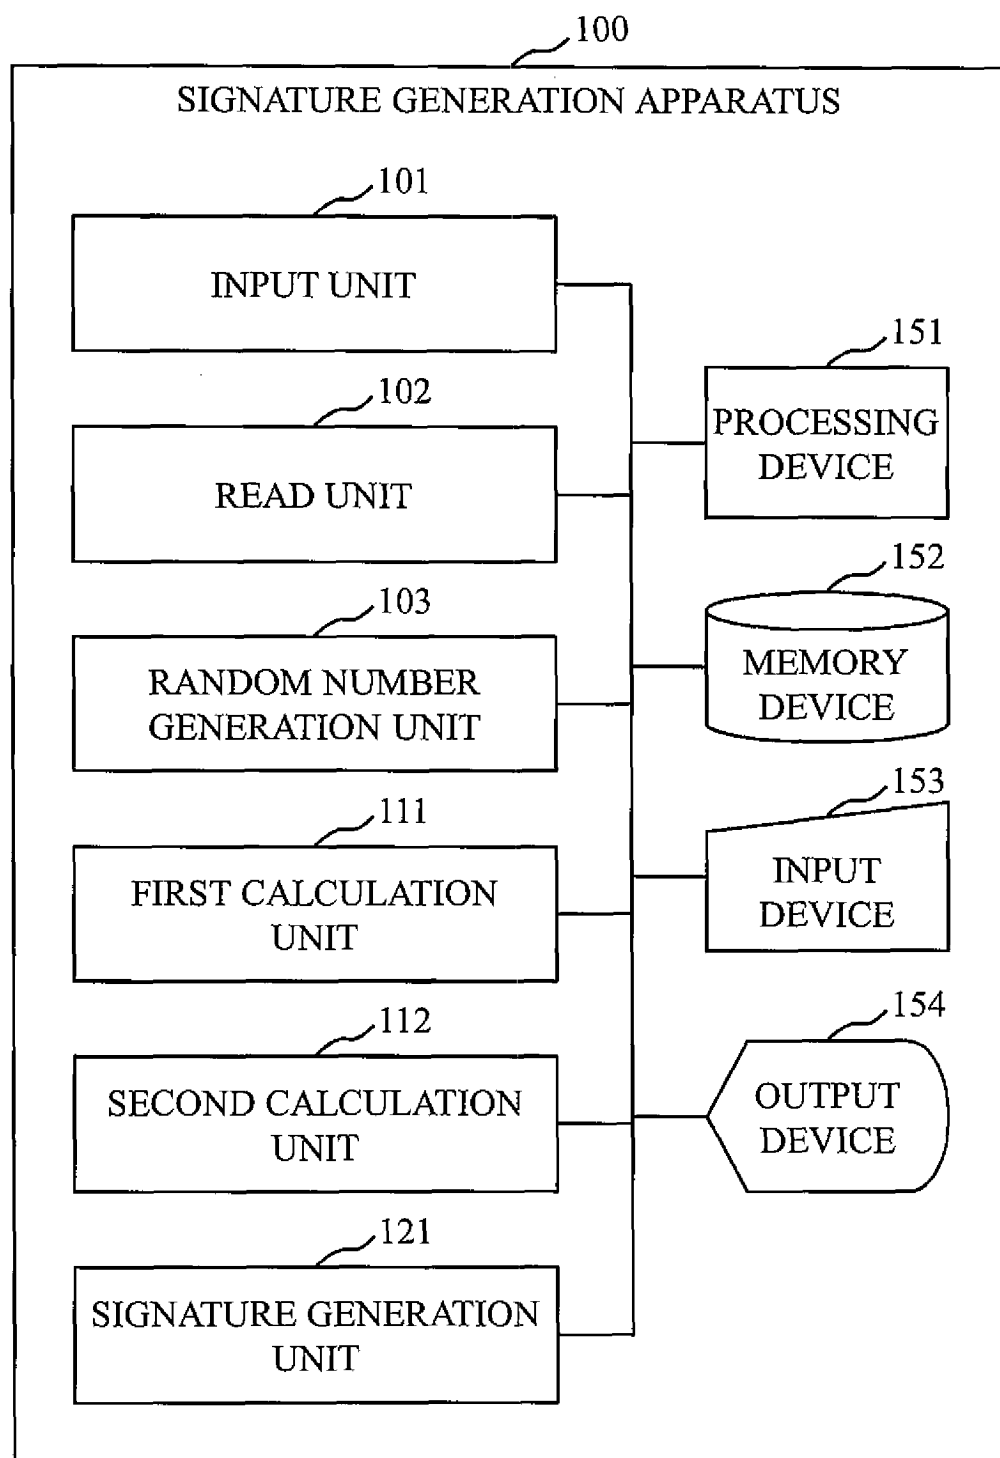 100
SIGNATURE GENERATION APPARATUS
101
INPUT UNIT
102
READ UNIT
103
RANDOM NUMBER
GENERATION UNIT
111
FIRST CALCULATION
UNIT
112
SECOND CALCULATION
UNIT
121
SIGNATURE GENERATION
UNIT
151
PROCESSING
DEVICE
152
MEMORY
DEVICE
153
INPUT
DEVICE
154
OUTPUT
DEVICE